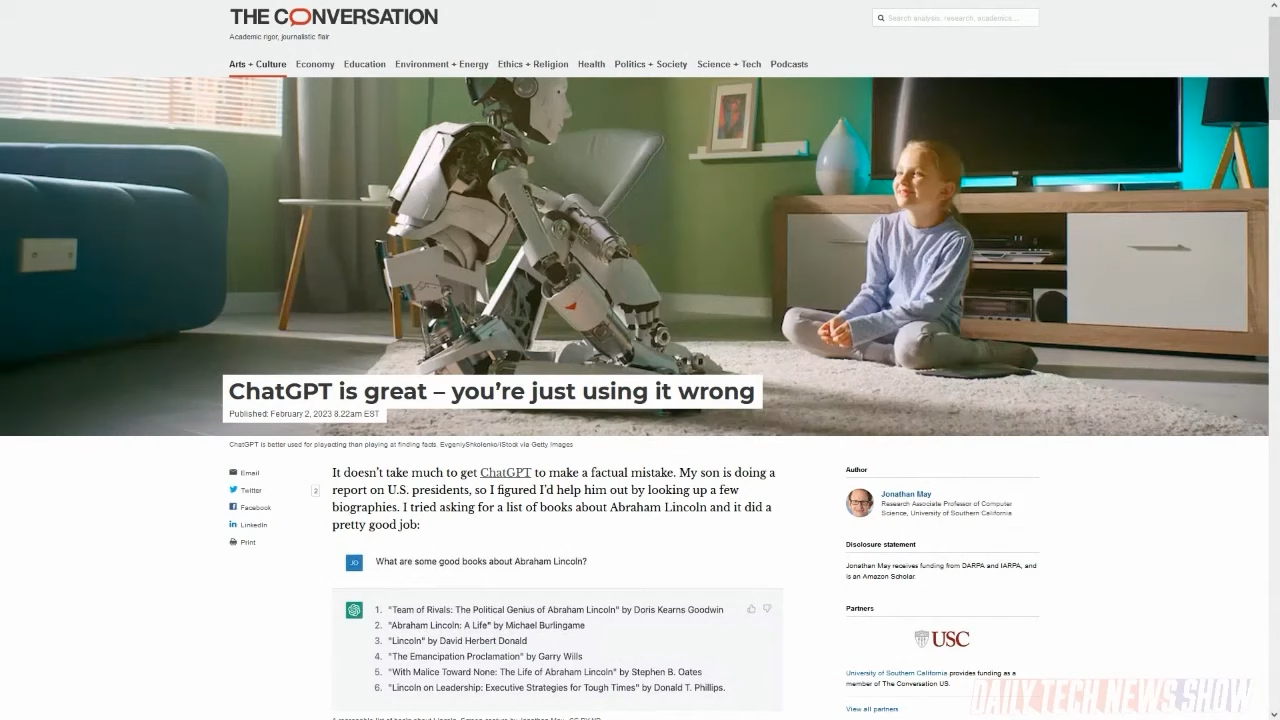 THE CONVERSATION
Academic rigor, journalistic flair
Search analysis, research, academics...
Arts + Culture Economy Education Environment + Energy Ethics + Religion Health Politics + Society Science + Tech Podcasts
ChatGPT is great – you’re just using it wrong
Published: February 2, 2023 8.22am EST
ChatGPT is better used for playacting than playing at finding facts. EvgeniyShkolenko/iStock via Getty Images
Email
Twitter 2
Facebook
LinkedIn
Print
It doesn’t take much to get ChatGPT to make a factual mistake. My son is doing a
report on U.S. presidents, so I figured I’d help him out by looking up a few
biographies. I tried asking for a list of books about Abraham Lincoln and it did a
pretty good job:
JO What are some good books about Abraham Lincoln?
1. "Team of Rivals: The Political Genius of Abraham Lincoln" by Doris Kearns Goodwin
2. "Abraham Lincoln: A Life" by Michael Burlingame
3. "Lincoln" by David Herbert Donald
4. "The Emancipation Proclamation" by Garry Wills
5. "With Malice Toward None: The Life of Abraham Lincoln" by Stephen B. Oates
6. "Lincoln on Leadership: Executive Strategies for Tough Times" by Donald T. Phillips.
Author
Jonathan May
Research Associate Professor of Computer
Science, University of Southern California
Disclosure statement
Jonathan May receives funding from DARPA and IARPA, and
is an Amazon Scholar.
Partners
USC
University of Southern California provides funding as a
member of The Conversation US.
View all partners
DAILY TECH NEWS SHOW